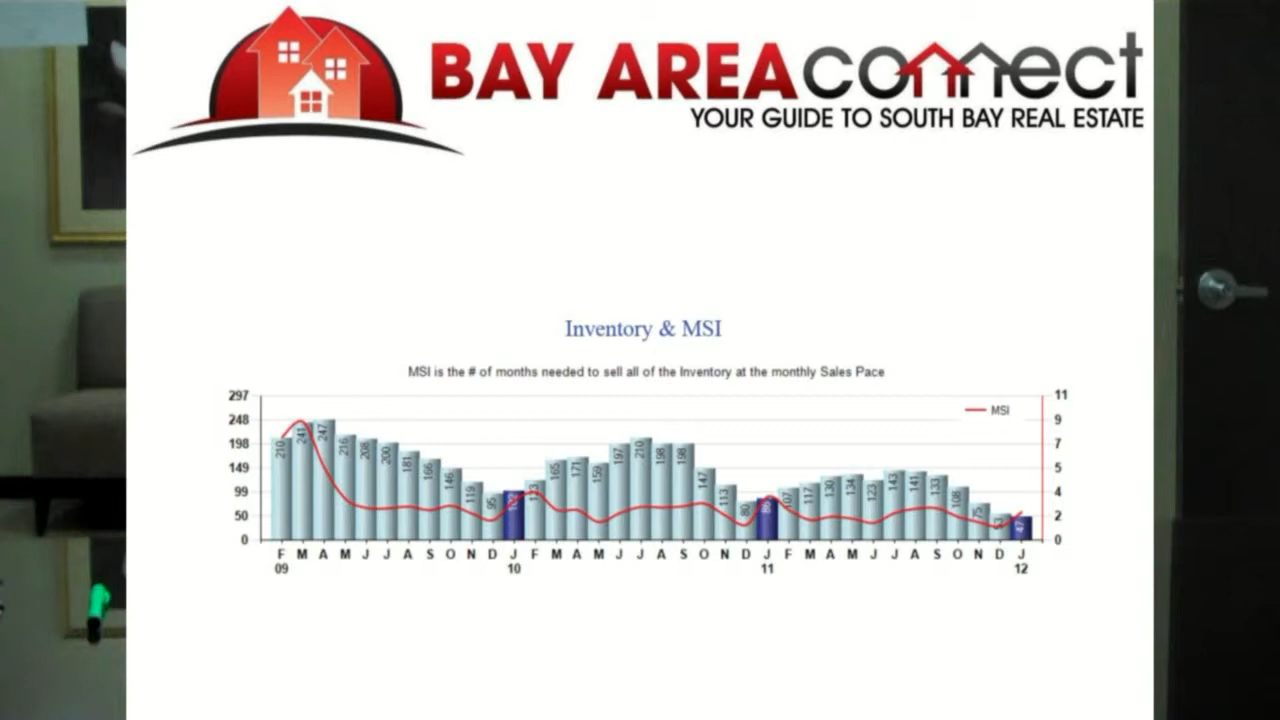 BAY AREA connect
YOUR GUIDE TO SOUTH BAY REAL ESTATE
Inventory & MSI
MSI is the # of months needed to sell all of the Inventory at the monthly Sales Pace
297 11
248 9
198 7
149 5
99 4
50 2
0 0
MSI
210 241 247 216 208 200 181 166 146 119 95 102 165 171 159 197 210 198 198 147 113 80 107 117 130 134 123 143 141 133 108 75 47
F M A M J J A S O N D J F M A M J J A S O N D J F M A M J J A S O N D J
09 10 11 12